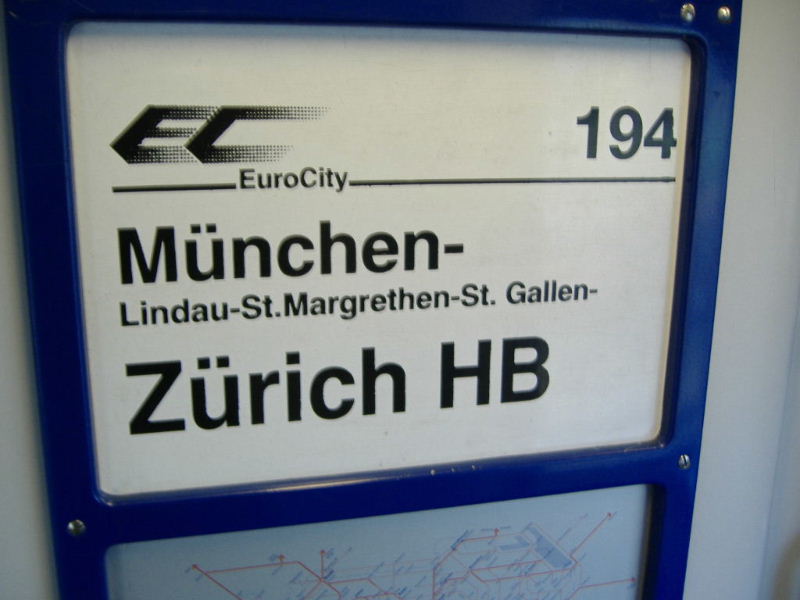 EC 194
EuroCity
München-
Lindau-St.Margrethen-St. Gallen-
Zürich HB